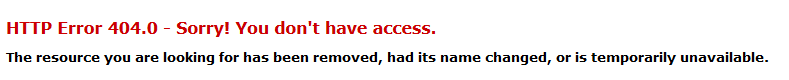 HTTP Error 404.0 - Sorry! You don't have access.
The resource you are looking for has been removed, had its name changed, or is temporarily unavailable.